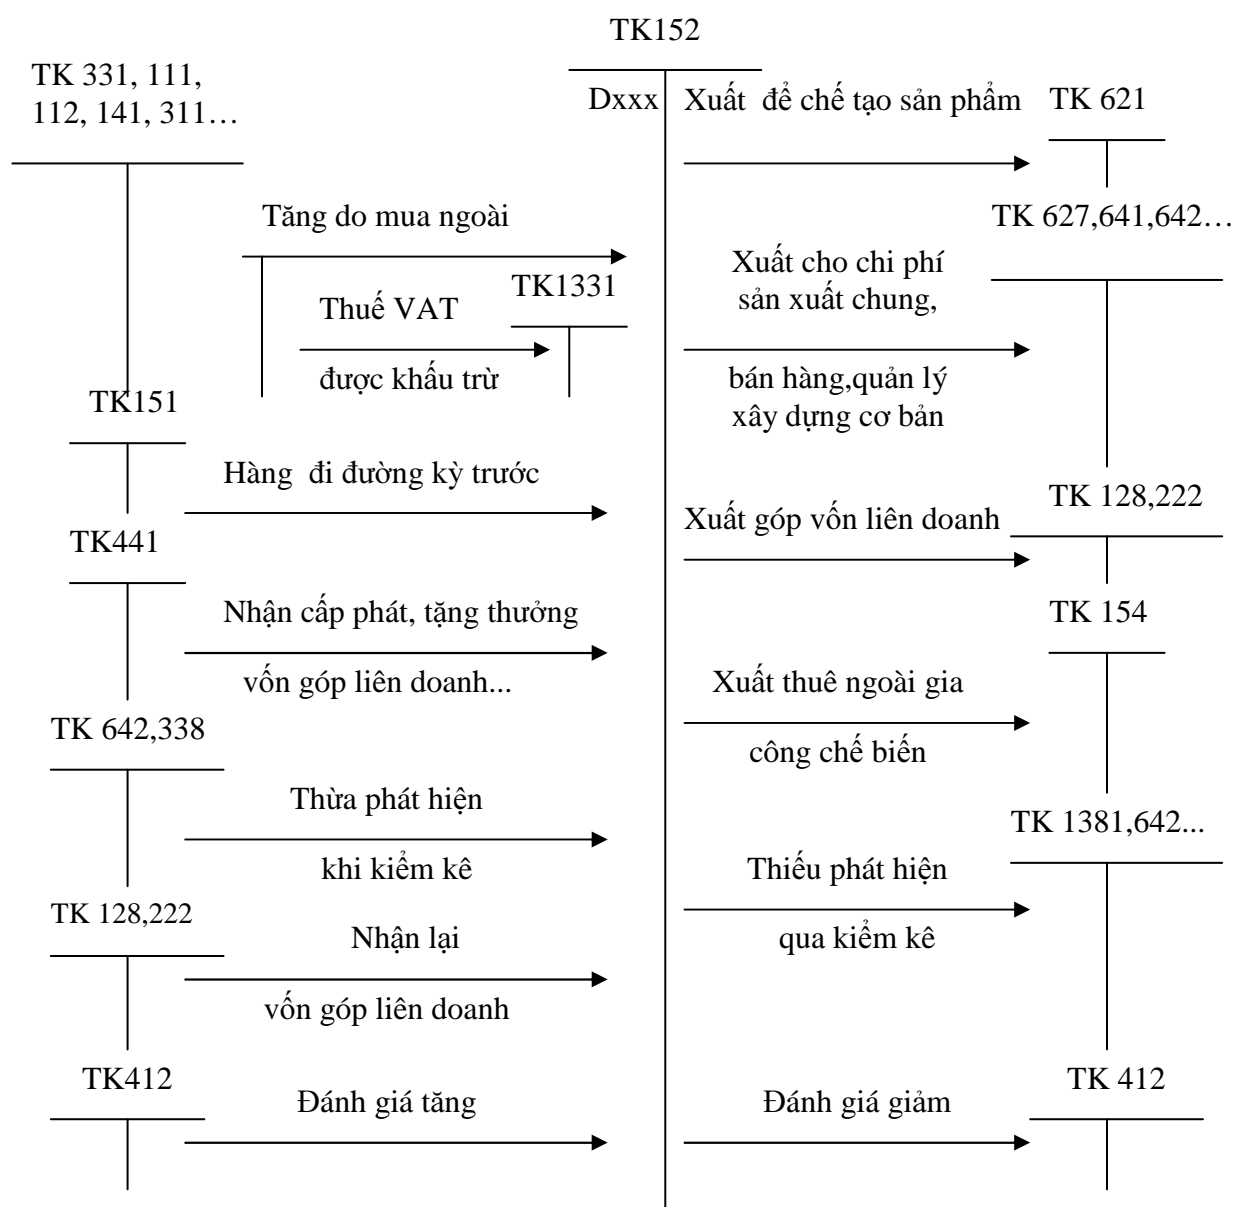 TK152
TK 331, 111,
112, 141, 311…
Dxxx
Xuất để chế tạo sản phẩm
TK 621
Tăng do mua ngoài
TK 627,641,642…
TK1331
Thuế VAT
được khấu trừ
Xuất cho chi phí
sản xuất chung,
bán hàng,quản lý
xây dựng cơ bản
TK151
Hàng đi đường kỳ trước
TK 128,222
Xuất góp vốn liên doanh
TK441
Nhận cấp phát, tặng thưởng
vốn góp liên doanh...
TK 154
Xuất thuê ngoài gia
công chế biến
TK 642,338
Thừa phát hiện
khi kiểm kê
TK 1381,642...
Thiếu phát hiện
qua kiểm kê
TK 128,222
Nhận lại
vốn góp liên doanh
TK412
Đánh giá tăng
Đánh giá giảm
TK 412